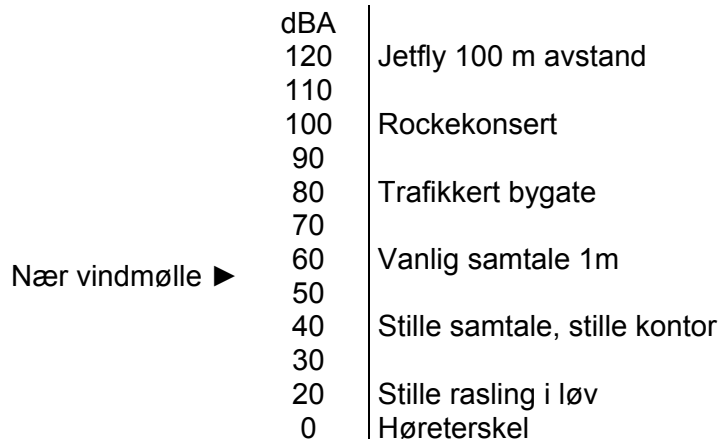 dBA
120 Jetfly 100 m avstand
110
100 Rockekonsert
90
80 Trafikkert bygate
70
60 Vanlig samtale 1m
Nær vindmølle ►
50
40 Stille samtale, stille kontor
30
20 Stille rasling i løv
0 Høreterskel